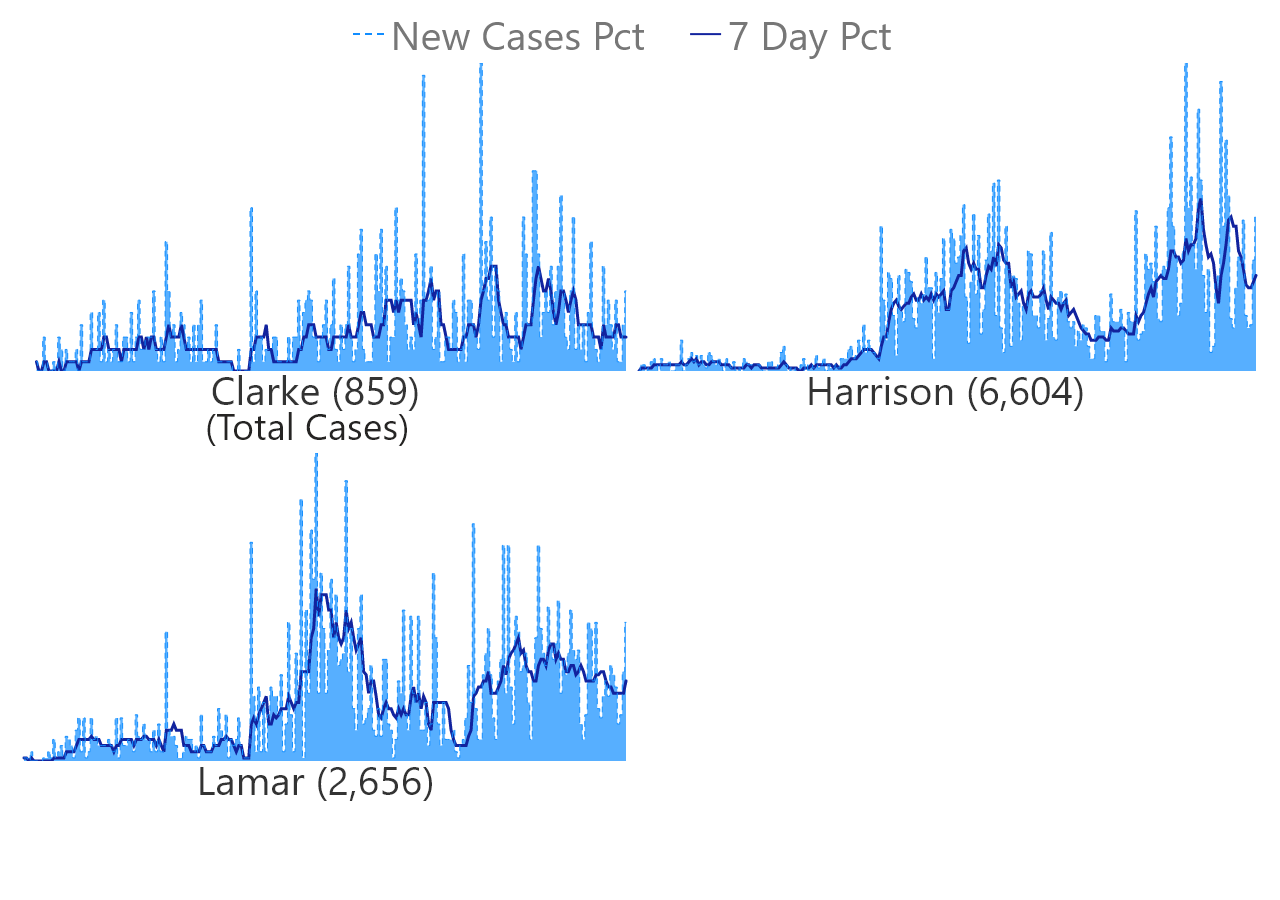 New Cases Pct 7 Day Pct
Clarke (859)
(Total Cases)
Harrison (6,604)
Lamar (2,656)